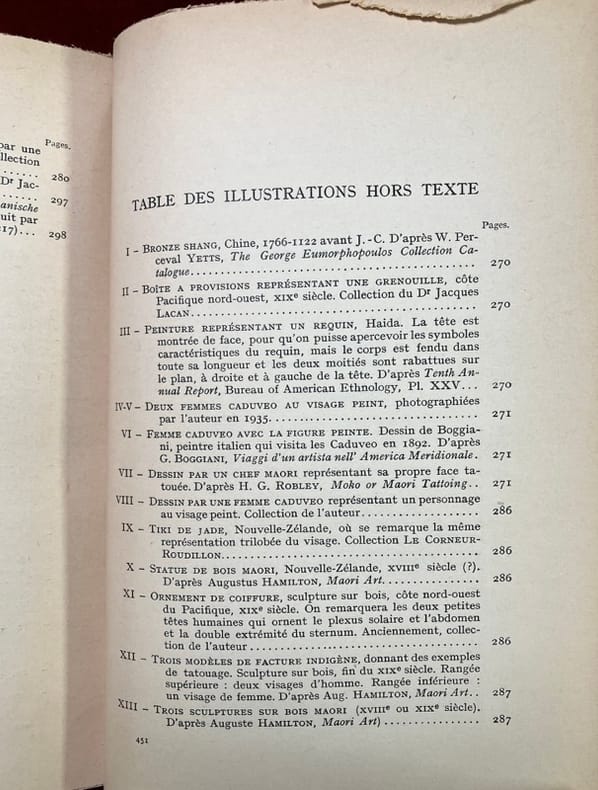 par une
Pages.
llection
...... 280
Dr Jac-
...... 297
anische
uit par
17)... 298
TABLE DES ILLUSTRATIONS HORS TEXTE
Pages.
I – BRONZE SHANG, Chine, 1766-1122 avant J.-C. D'après W. Per-
ceval YETTS, The George Eumorphopoulos Collection Ca-
talogue........................................ 270
II – BOÎTE A PROVISIONS REPRÉSENTANT UNE GRENOUILLE, côte
Pacifique nord-ouest, XIXe siècle. Collection du Dr Jacques
LACAN........................................ 270
III – PEINTURE REPRÉSENTANT UN REQUIN, Haida. La tête est
montrée de face, pour qu'on puisse apercevoir les symboles
caractéristiques du requin, mais le corps est fendu dans
toute sa longueur et les deux moitiés sont rabattues sur
le plan, à droite et à gauche de la tête. D'après Tenth An-
nual Report, Bureau of American Ethnology, Pl. XXV... 270
IV-V – DEUX FEMMES CADUVEO AU VISAGE PEINT, photographiées
par l'auteur en 1935............................ 271
VI – FEMME CADUVEO AVEC LA FIGURE PEINTE. Dessin de Boggia-
ni, peintre italien qui visita les Caduveo en 1892. D'après
G. BOGGIANI, Viaggi d'un artista nell' America Meridionale. 271
VII – DESSIN PAR UN CHEF MAORI représentant sa propre face ta-
touée. D'après H. G. ROBLEY, Moko or Maori Tattooing.. 271
VIII – DESSIN PAR UNE FEMME CADUVEO représentant un personnage
au visage peint. Collection de l'auteur................ 286
IX – TIKI DE JADE, Nouvelle-Zélande, où se remarque la même
représentation trilobée du visage. Collection LE CORNEUR-
ROUDILLON.................................... 286
X – STATUE DE BOIS MAORI, Nouvelle-Zélande, XVIIIe siècle (?).
D'après Augustus HAMILTON, Maori Art................ 286
XI – ORNEMENT DE COIFFURE, sculpture sur bois, côte nord-ouest
du Pacifique, XIXe siècle. On remarquera les deux petites
têtes humaines qui ornent le plexus solaire et l'abdomen
et la double extrémité du sternum. Anciennement, collec-
tion de l'auteur.................................. 286
XII – TROIS MODÈLES DE FACTURE INDIGÈNE, donnant des exemples
de tatouage. Sculpture sur bois, fin du XIXe siècle. Rangée
supérieure : deux visages d'homme. Rangée inférieure :
un visage de femme. D'après Aug. HAMILTON, Maori Art.. 287
XIII – TROIS SCULPTURES SUR BOIS MAORI (XVIIIe ou XIXe siècle).
D'après Auguste HAMILTON, Maori Art)................ 287
451